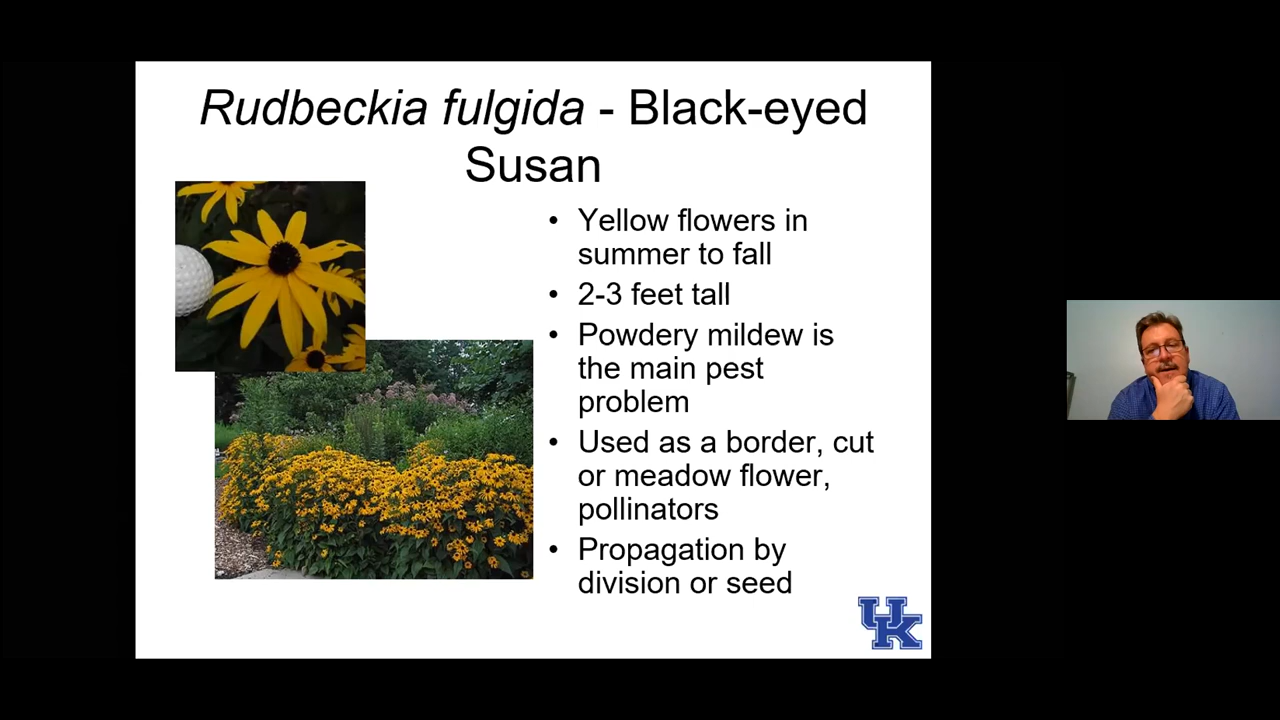 Rudbeckia fulgida - Black-eyed
Susan
• Yellow flowers in
summer to fall
• 2-3 feet tall
• Powdery mildew is
the main pest
problem
• Used as a border, cut
or meadow flower,
pollinators
• Propagation by
division or seed
UK